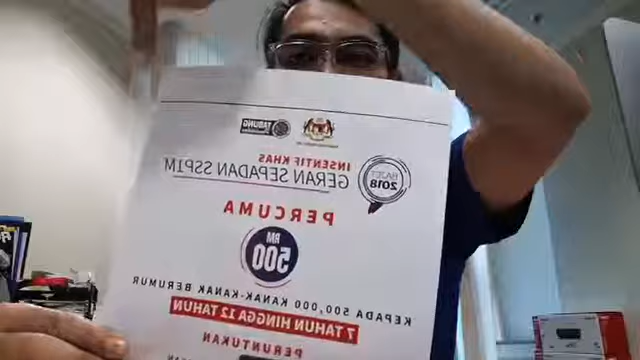 TABUNG
BAJET
2018
INSENTIF KHAS
GERAN SEPADAN SSPIM
PERCUMA
RM
500
KEPADA 500,000 KANAK-KANAK BERUMUR
7 TAHUN HINGGA 12 TAHUN
PERUNTUKAN